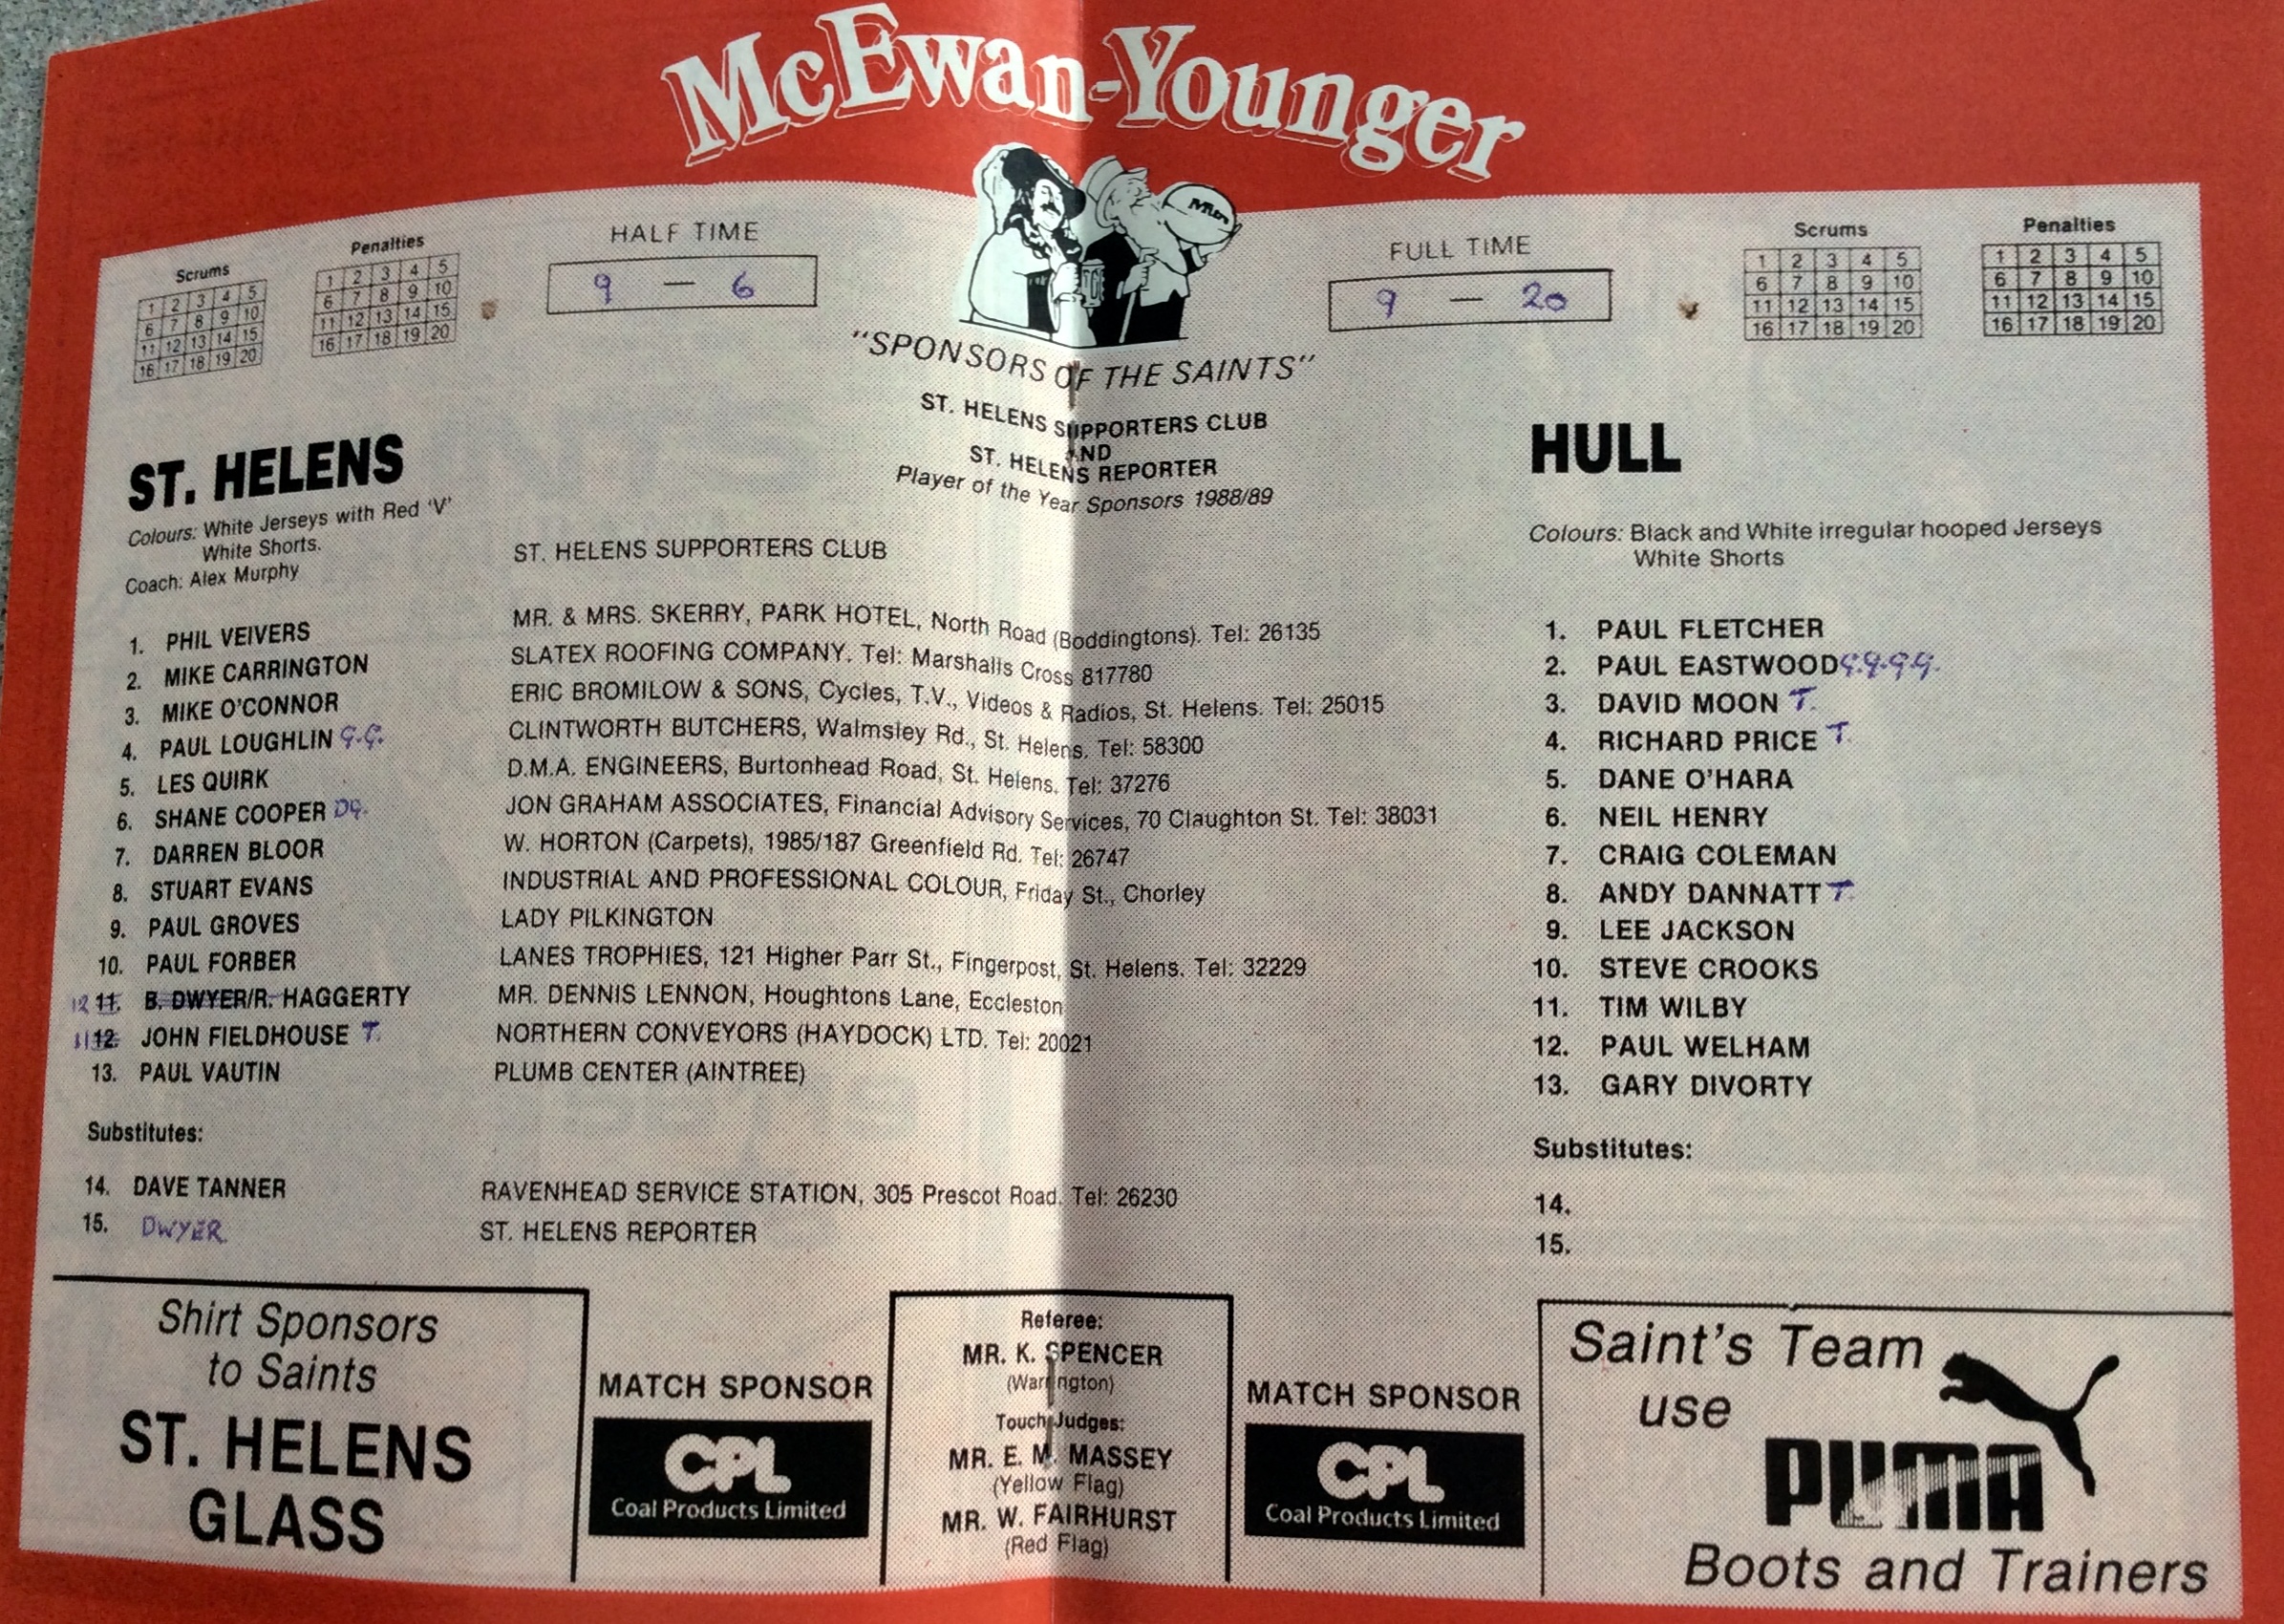 McEwan-Younger
Scrums
1 2 3 4 5
6 7 8 9 10
11 12 13 14 15
16 17 18 19 20
Penalties
1 2 3 4 5
6 7 8 9 10
11 12 13 14 15
16 17 18 19 20
HALF TIME
9 — 6
FULL TIME
9 — 20
Scrums
1 2 3 4 5
6 7 8 9 10
11 12 13 14 15
16 17 18 19 20
Penalties
1 2 3 4 5
6 7 8 9 10
11 12 13 14 15
16 17 18 19 20
"SPONSORS OF THE SAINTS"
ST. HELENS SUPPORTERS CLUB
AND
ST. HELENS REPORTER
Player of the Year Sponsors 1988/89
ST. HELENS
Colours: White Jerseys with Red 'V'
White Shorts.
Coach: Alex Murphy
ST. HELENS SUPPORTERS CLUB
1. PHIL VEIVERS MR. & MRS. SKERRY, PARK HOTEL, North Road (Boddingtons). Tel: 26135
2. MIKE CARRINGTON SLATEX ROOFING COMPANY. Tel: Marshalls Cross 817780
3. MIKE O'CONNOR ERIC BROMILOW & SONS, Cycles, T.V., Videos & Radios, St. Helens. Tel: 25015
4. PAUL LOUGHLIN G.G. CLINTWORTH BUTCHERS, Walmsley Rd., St. Helens. Tel: 58300
5. LES QUIRK D.M.A. ENGINEERS, Burtonhead Road, St. Helens. Tel: 37276
6. SHANE COOPER DG. JON GRAHAM ASSOCIATES, Financial Advisory Services, 70 Claughton St. Tel: 38031
7. DARREN BLOOR W. HORTON (Carpets), 1985/187 Greenfield Rd. Tel: 26747
8. STUART EVANS INDUSTRIAL AND PROFESSIONAL COLOUR, Friday St., Chorley
9. PAUL GROVES LADY PILKINGTON
10. PAUL FORBER LANES TROPHIES, 121 Higher Parr St., Fingerpost, St. Helens. Tel: 32229
12 11. B. DWYER/R. HAGGERTY MR. DENNIS LENNON, Houghtons Lane, Eccleston
11 12. JOHN FIELDHOUSE T. NORTHERN CONVEYORS (HAYDOCK) LTD. Tel: 20021
13. PAUL VAUTIN PLUMB CENTER (AINTREE)
Substitutes:
14. DAVE TANNER RAVENHEAD SERVICE STATION, 305 Prescot Road. Tel: 26230
15. DWYER ST. HELENS REPORTER
HULL
Colours: Black and White irregular hooped Jerseys
White Shorts
1. PAUL FLETCHER
2. PAUL EASTWOOD G.G.G.G.
3. DAVID MOON T.
4. RICHARD PRICE T.
5. DANE O'HARA
6. NEIL HENRY
7. CRAIG COLEMAN
8. ANDY DANNATT T.
9. LEE JACKSON
10. STEVE CROOKS
11. TIM WILBY
12. PAUL WELHAM
13. GARY DIVORTY
Substitutes:
14.
15.
Shirt Sponsors
to Saints
ST. HELENS
GLASS
MATCH SPONSOR
CPL
Coal Products Limited
Referee:
MR. K. SPENCER
(Warrington)
Touch Judges:
MR. E. M. MASSEY
(Yellow Flag)
MR. W. FAIRHURST
(Red Flag)
MATCH SPONSOR
CPL
Coal Products Limited
Saint's Team
use
PUMA
Boots and Trainers